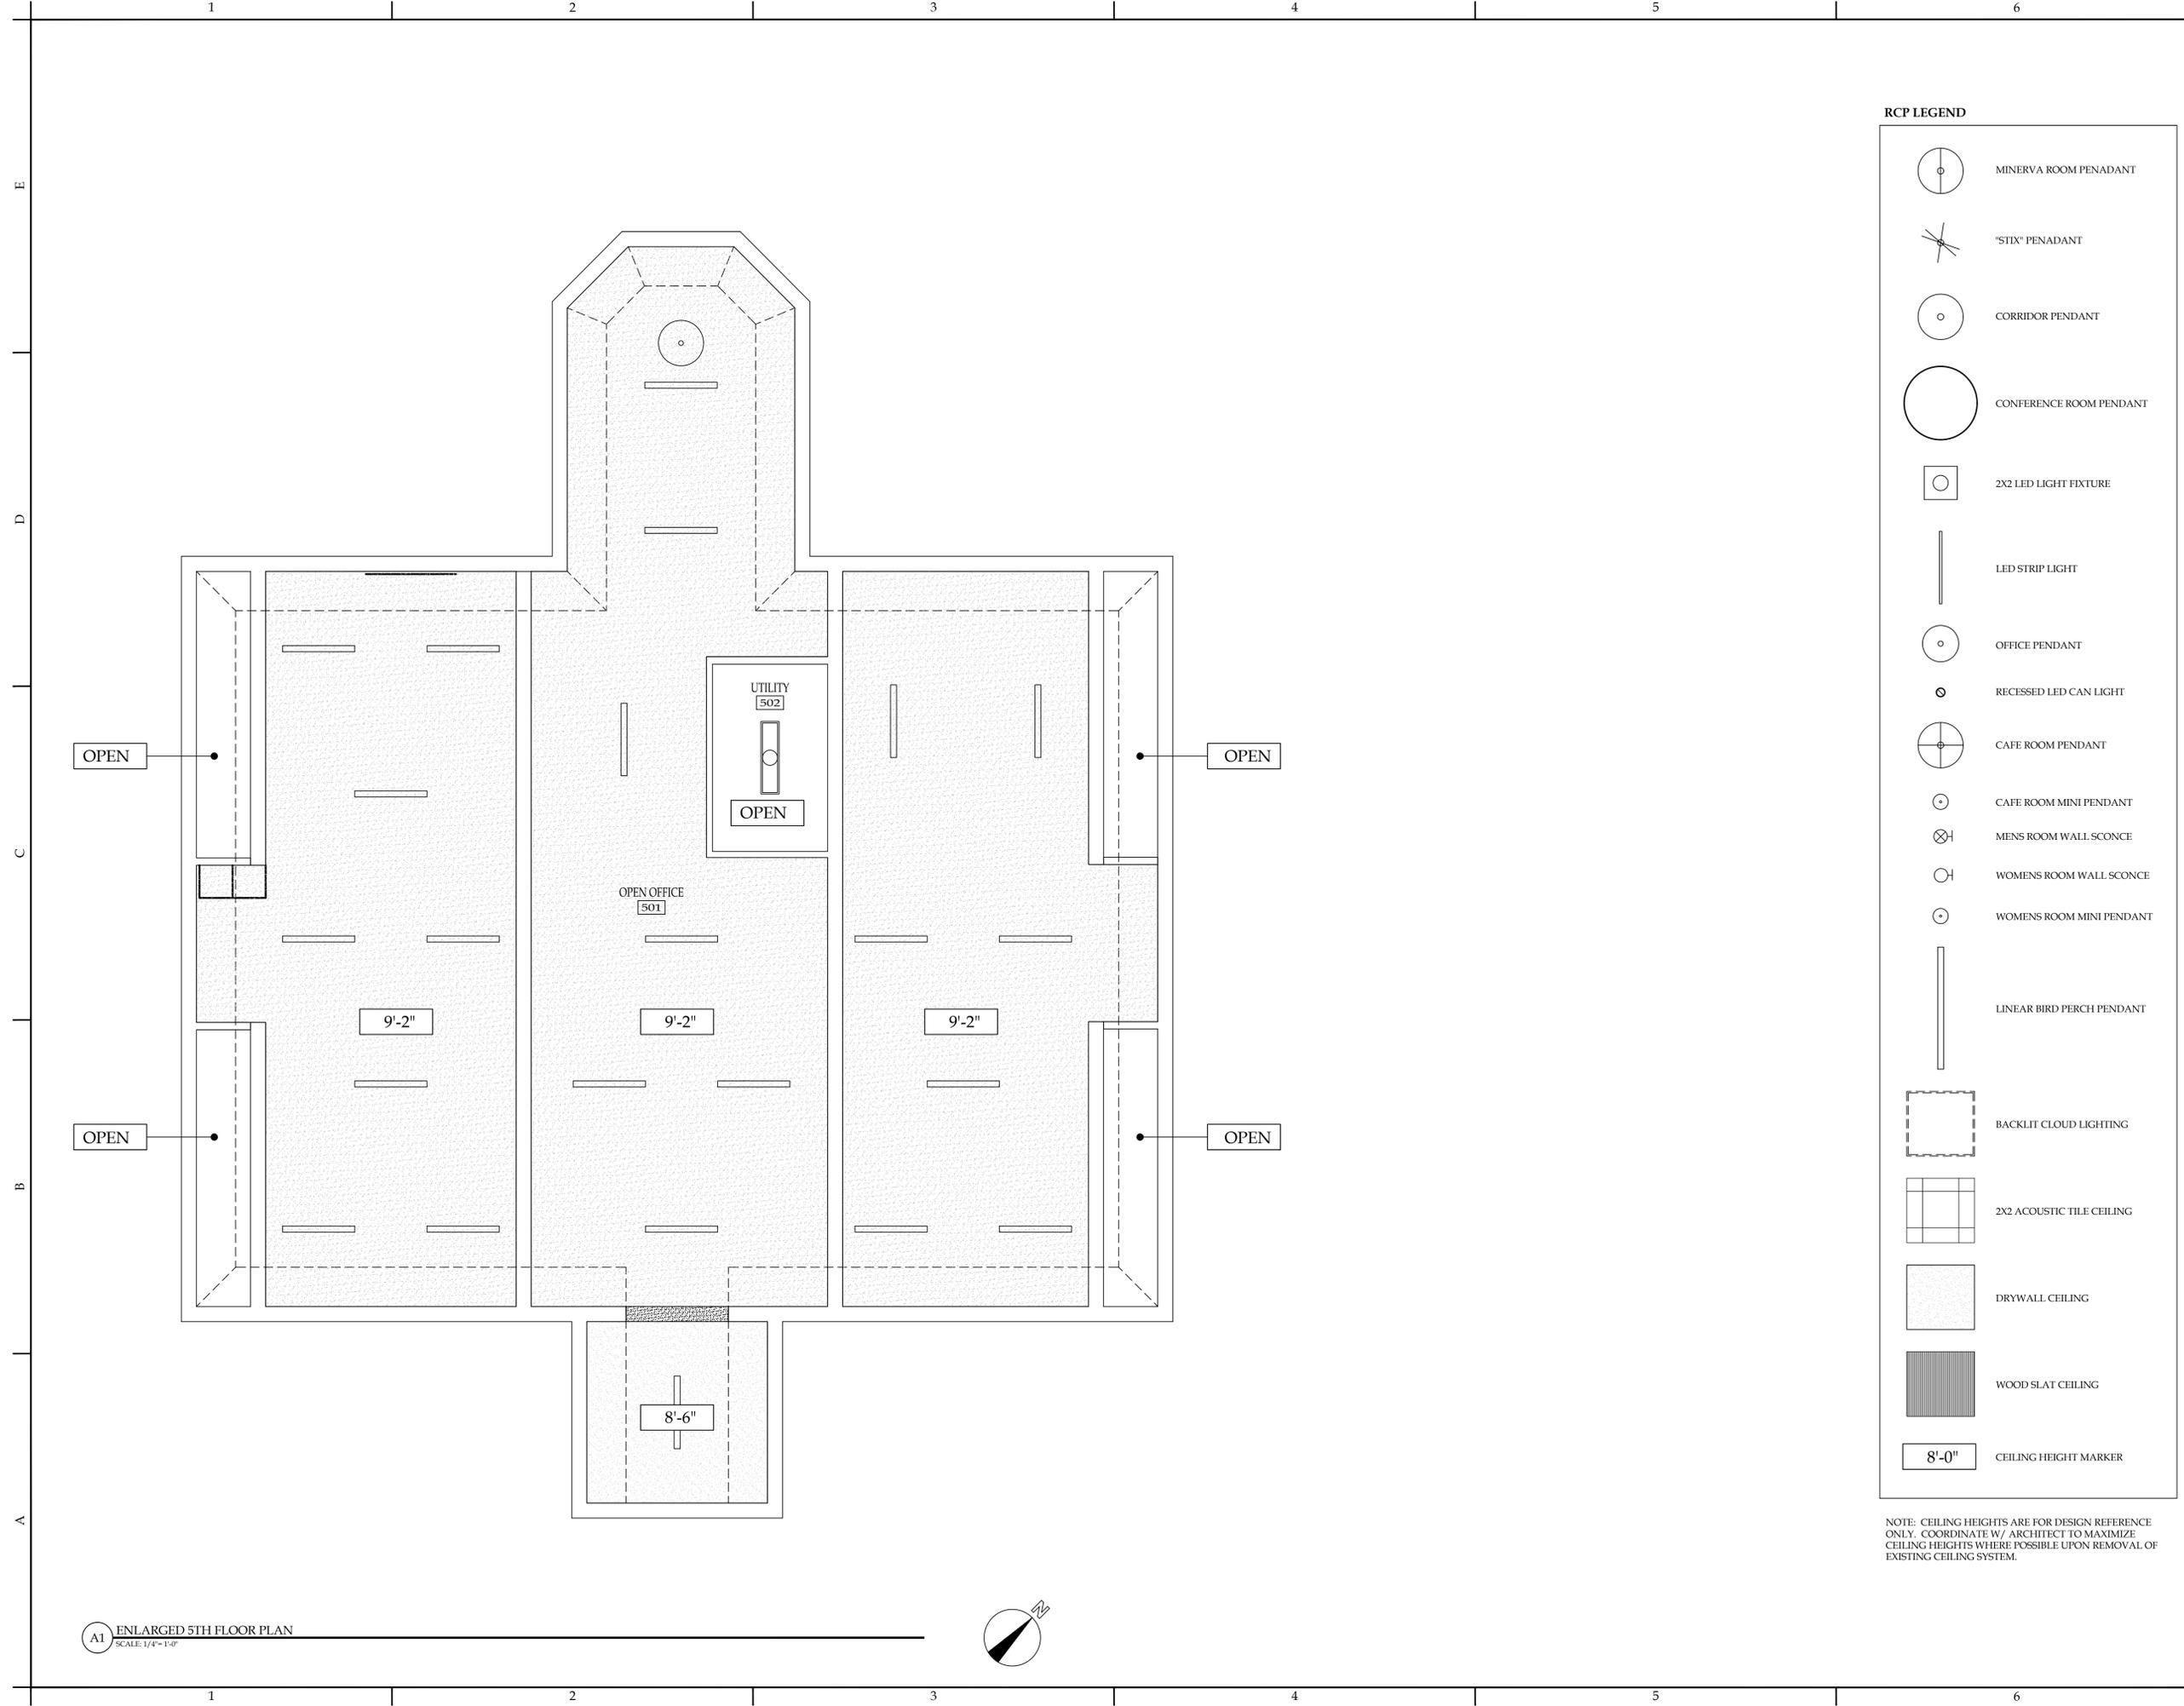 1 2 3 4 5 6
RCP LEGEND
MINERVA ROOM PENADANT
E
"STIX" PENADANT
CORRIDOR PENDANT
CONFERENCE ROOM PENDANT
2X2 LED LIGHT FIXTURE
D
LED STRIP LIGHT
OFFICE PENDANT
UTILITY
502
RECESSED LED CAN LIGHT
OPEN
OPEN
CAFE ROOM PENDANT
OPEN
CAFE ROOM MINI PENDANT
MENS ROOM WALL SCONCE
C
WOMENS ROOM WALL SCONCE
OPEN OFFICE
501
WOMENS ROOM MINI PENDANT
9'-2" 9'-2" 9'-2"
LINEAR BIRD PERCH PENDANT
OPEN
OPEN
BACKLIT CLOUD LIGHTING
B
2X2 ACOUSTIC TILE CEILING
DRYWALL CEILING
WOOD SLAT CEILING
8'-6"
8'-0" CEILING HEIGHT MARKER
A
NOTE: CEILING HEIGHTS ARE FOR DESIGN REFERENCE
ONLY. COORDINATE W/ ARCHITECT TO MAXIMIZE
CEILING HEIGHTS WHERE POSSIBLE UPON REMOVAL OF
EXISTING CEILING SYSTEM.
N
A1 ENLARGED 5TH FLOOR PLAN
SCALE: 1/4"= 1'-0"
1 2 3 4 5 6